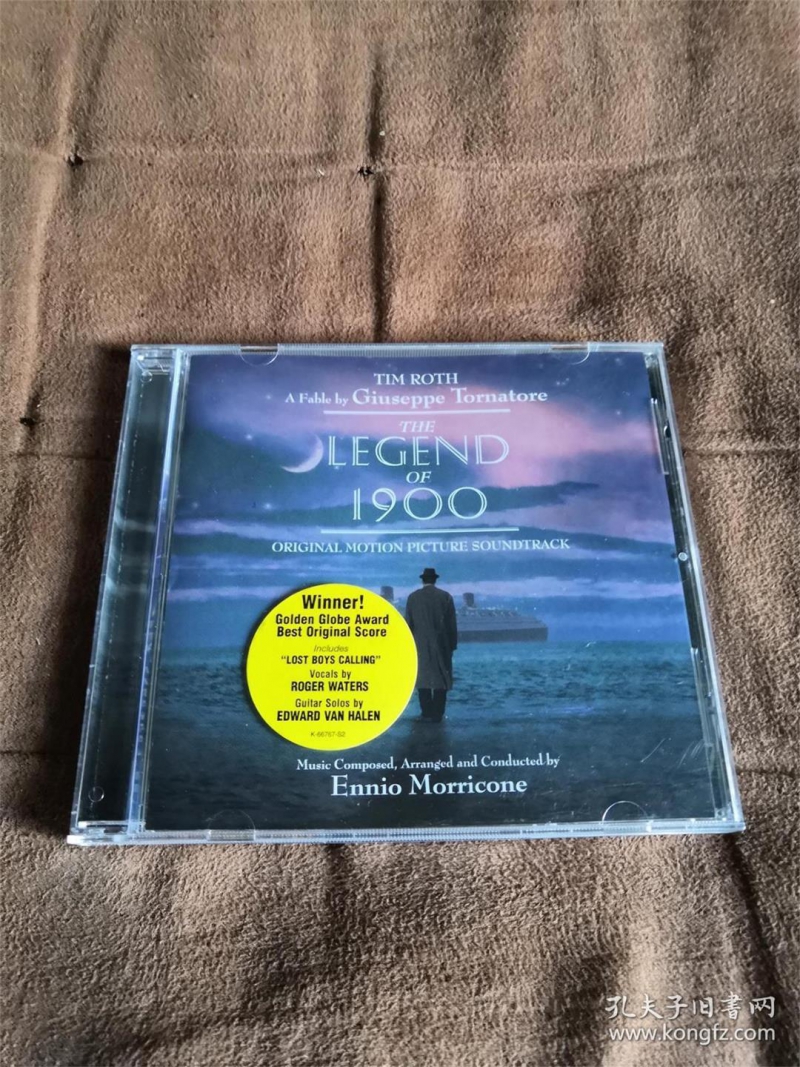 TIM ROTH
A Fable by Giuseppe Tornatore
THE
LEGEND
OF
1900
ORIGINAL MOTION PICTURE SOUNDTRACK
Winner!
Golden Globe Award
Best Original Score
Includes
"LOST BOYS CALLING"
Vocals by
ROGER WATERS
Guitar Solos by
EDWARD VAN HALEN
K-66767-S2
Music Composed, Arranged and Conducted by
Ennio Morricone
孔夫子旧书网
www.kongfz.com